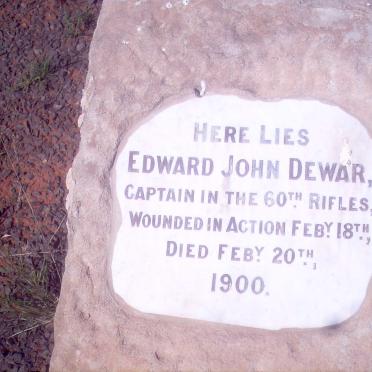 HERE LIES
EDWARD JOHN DEWAR,
CAPTAIN IN THE 60TH RIFLES,
WOUNDED IN ACTION FEBY 18TH,
DIED FEBY 20TH,
1900.